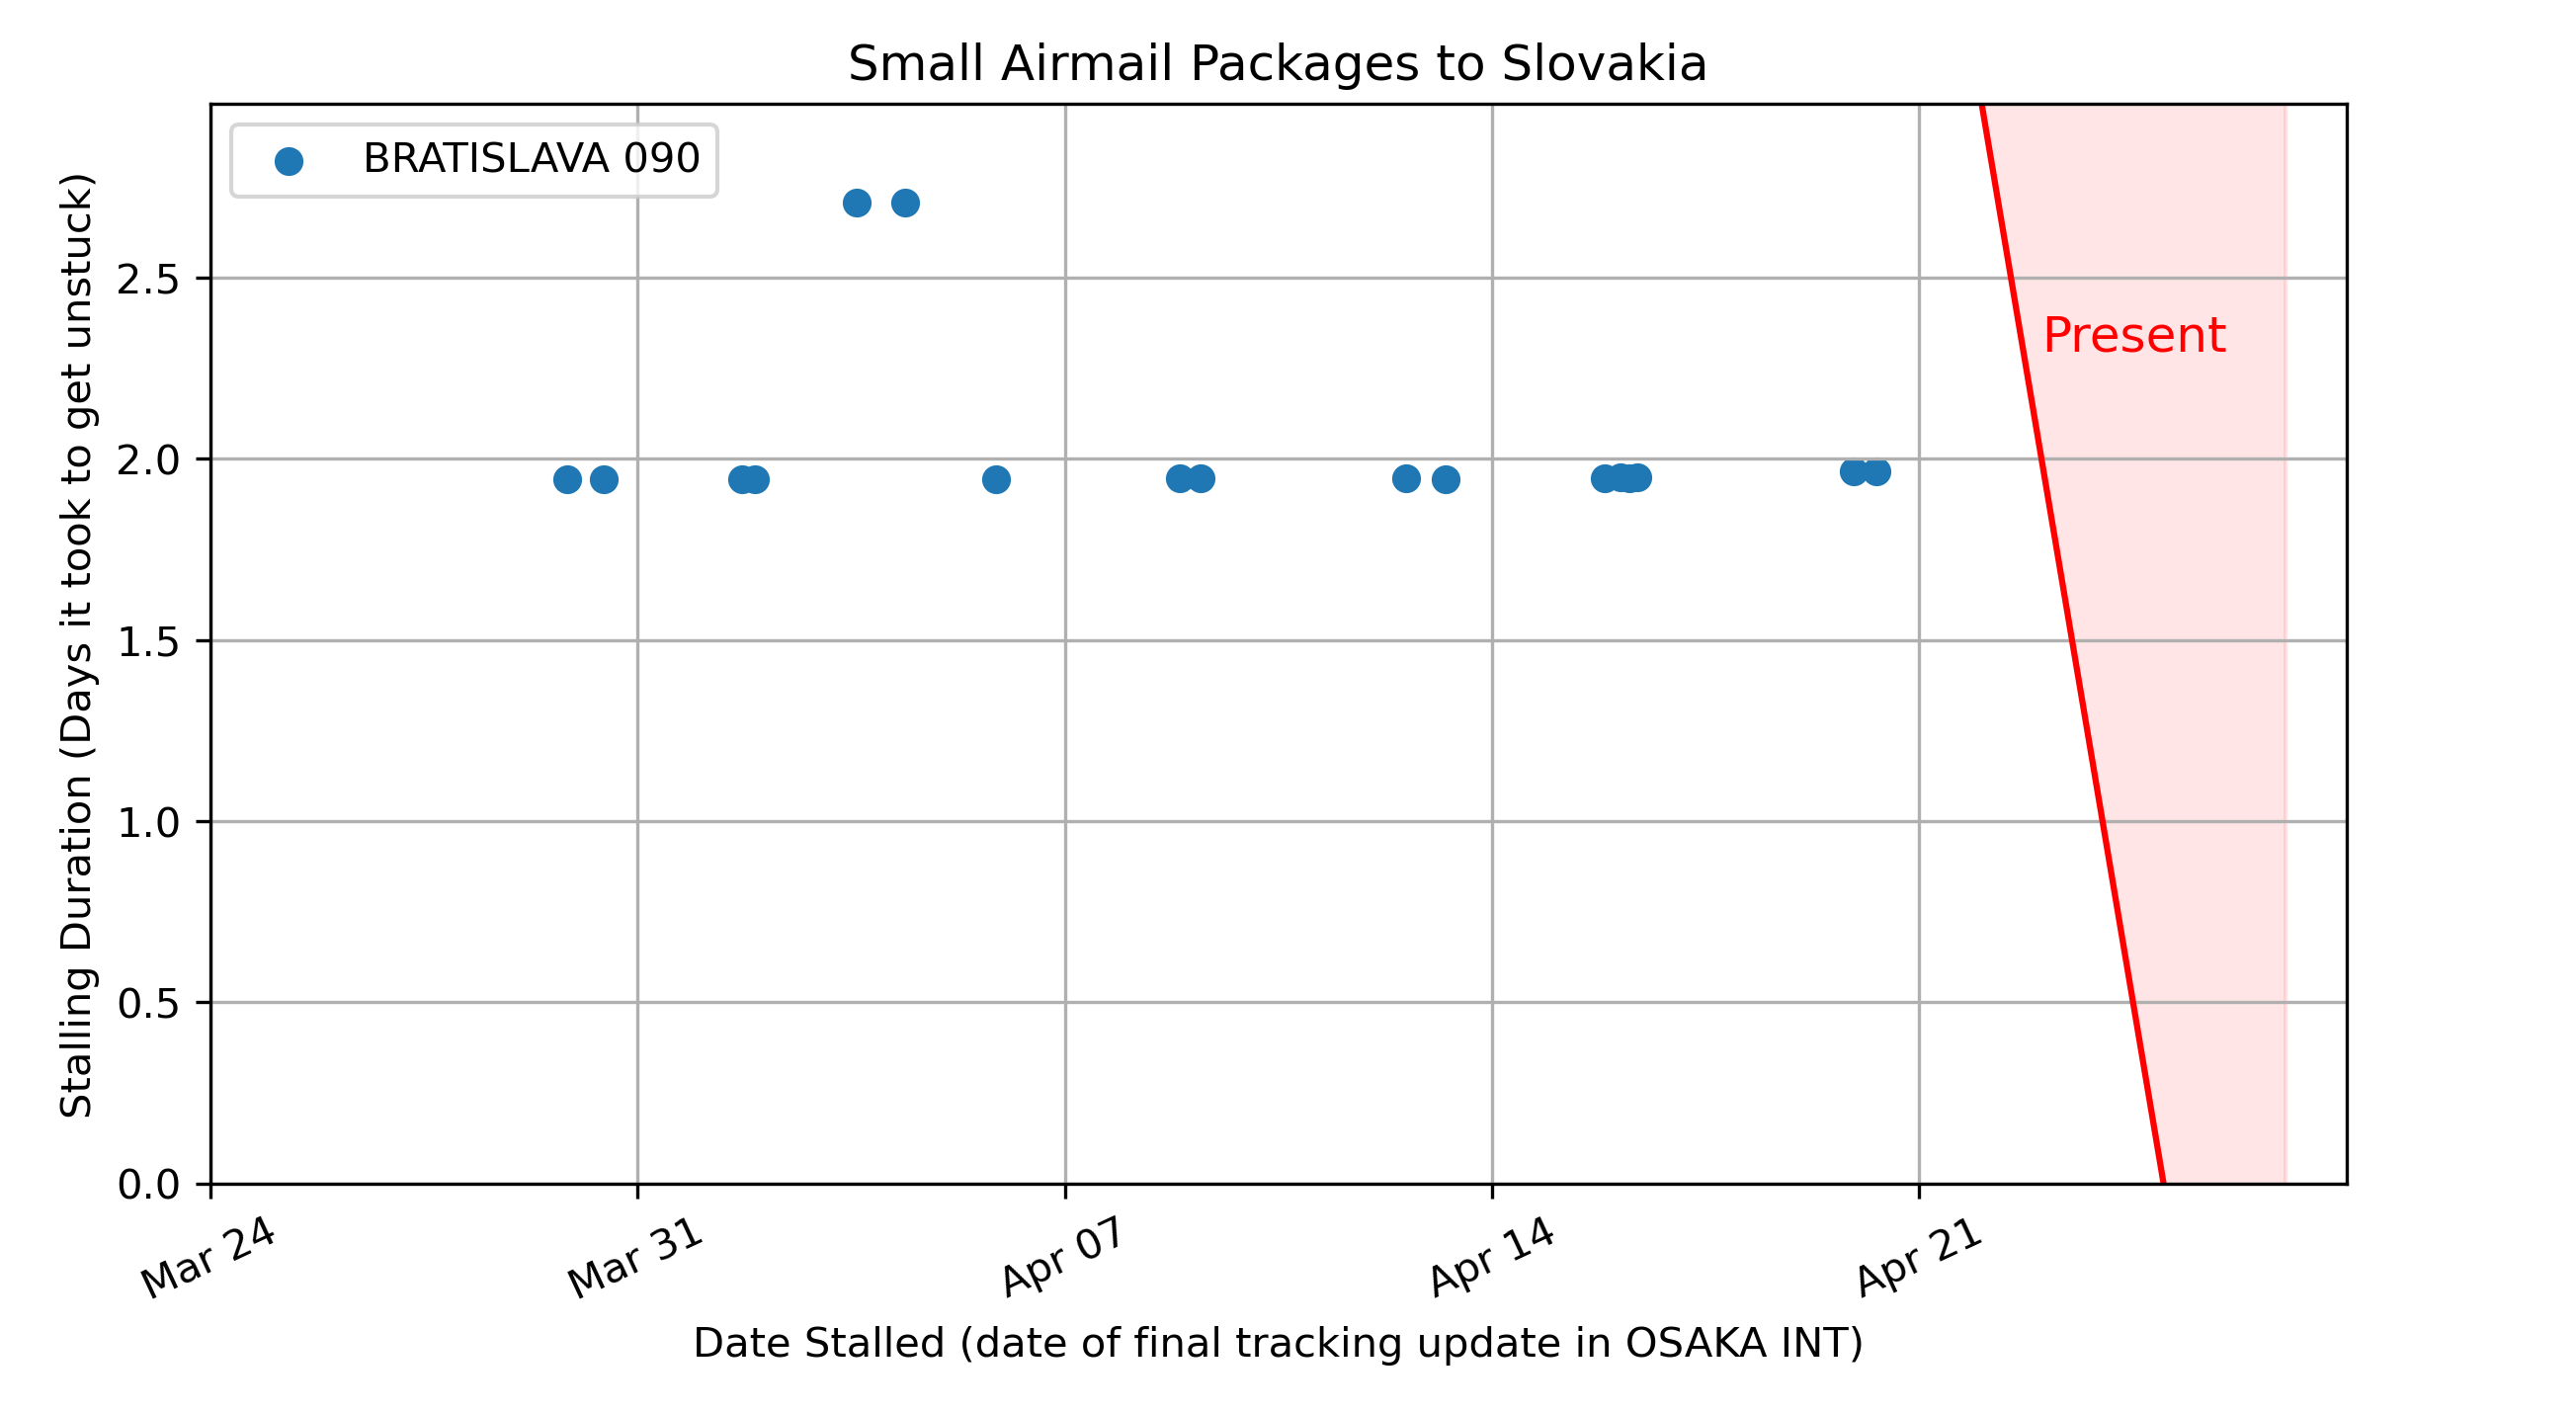 Small Airmail Packages to Slovakia
BRATISLAVA 090
Present
Stalling Duration (Days it took to get unstuck)
2.5
2.0
1.5
1.0
0.5
0.0
Mar 24
Mar 31
Apr 07
Apr 14
Apr 21
Date Stalled (date of final tracking update in OSAKA INT)